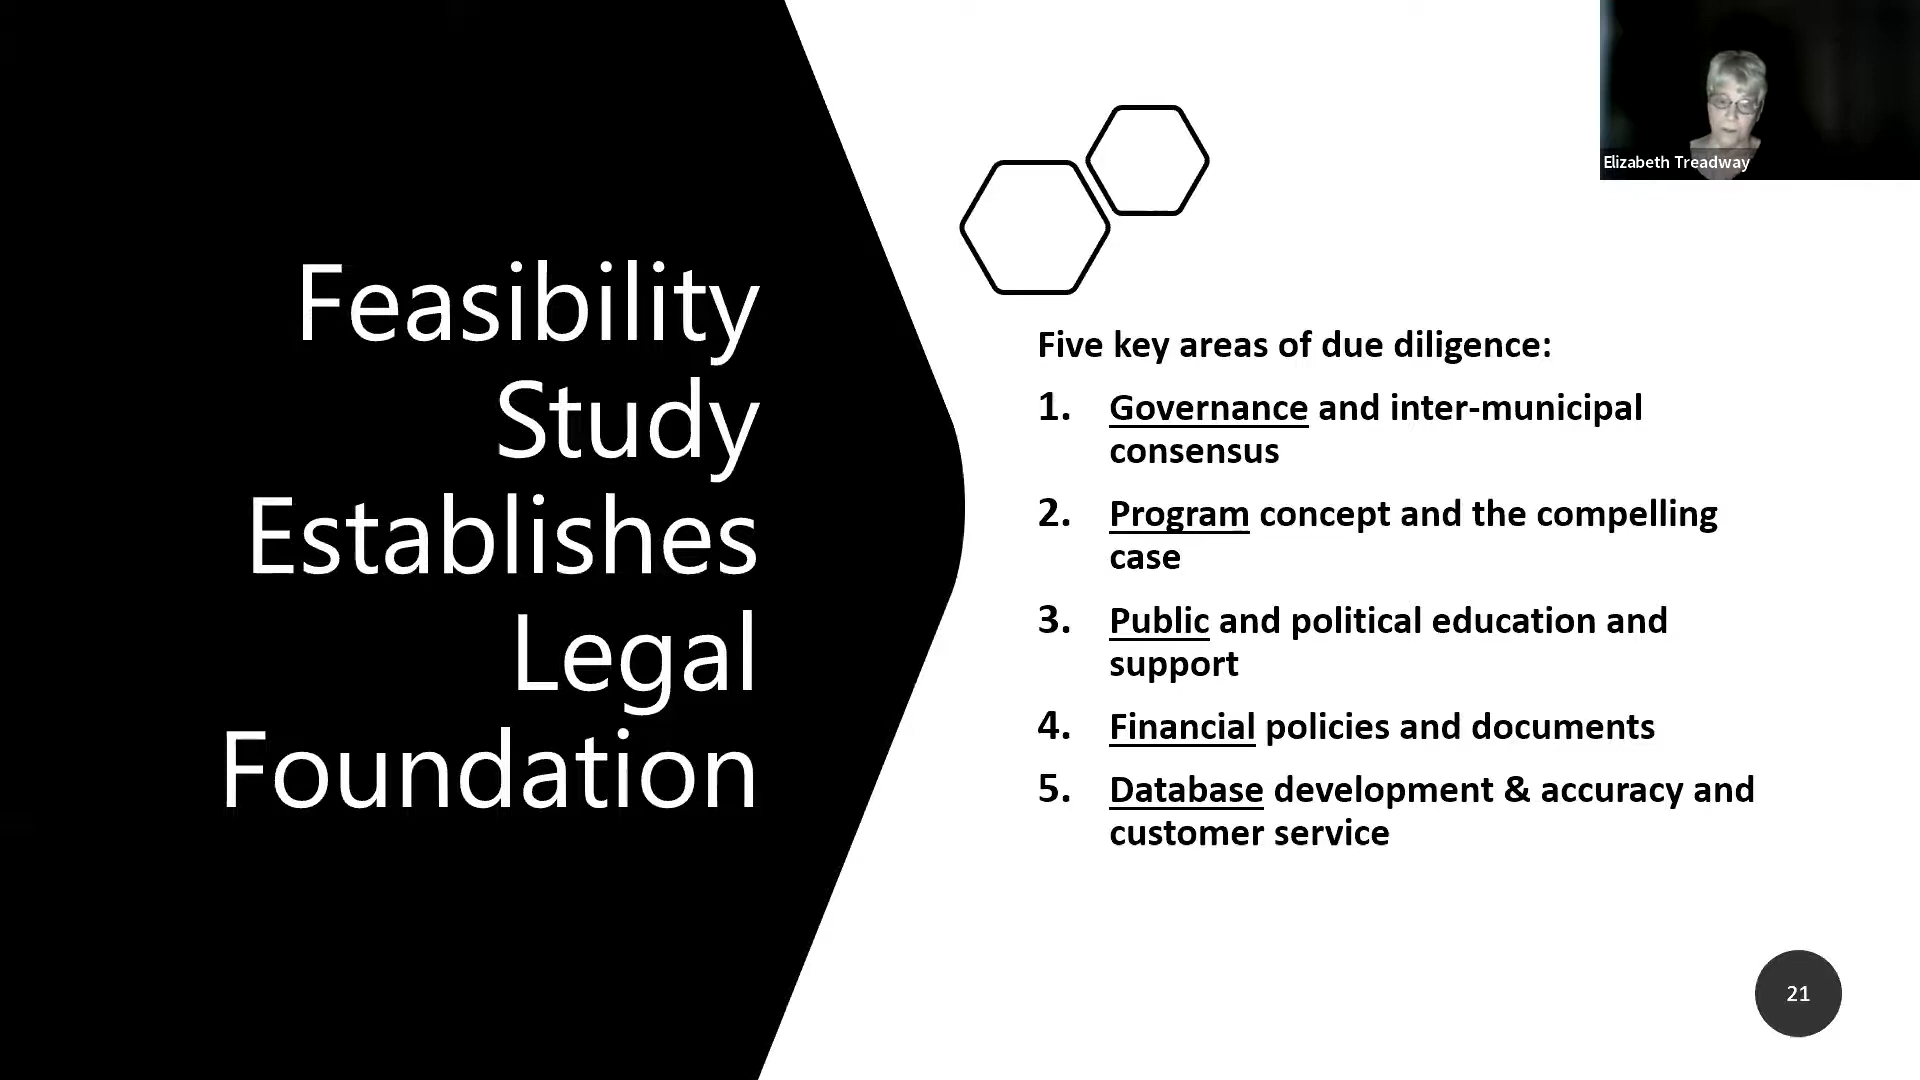 Feasibility
Study
Establishes
Legal
Foundation
Elizabeth Treadway
Five key areas of due diligence:
1. Governance and inter-municipal
consensus
2. Program concept and the compelling
case
3. Public and political education and
support
4. Financial policies and documents
5. Database development & accuracy and
customer service
21